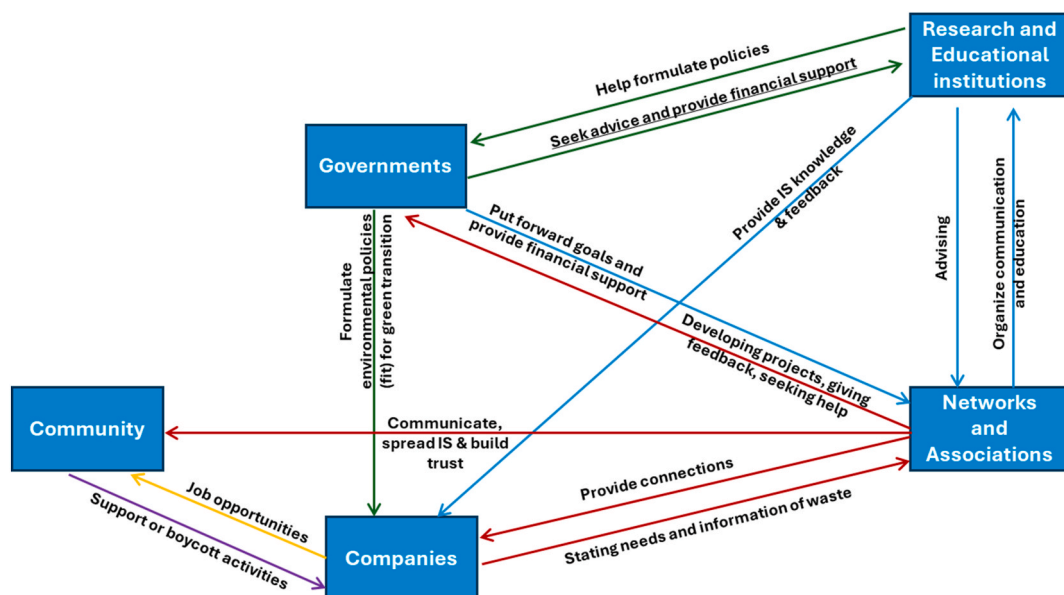 Research and
Educational
institutions
Help formulate policies
Seek advice and provide financial support
Governments
Provide IS knowledge
& feedback
Put forward goals and
provide financial support
Advising
Organize communication
and education
Formulate
environmental policies
(fit) for green transition
Developing projects, giving
feedback, seeking help
Community
Communicate,
spread IS & build
trust
Networks
and
Associations
Provide connections
Job opportunities
Stating needs and information of waste
Support or boycott activities
Companies